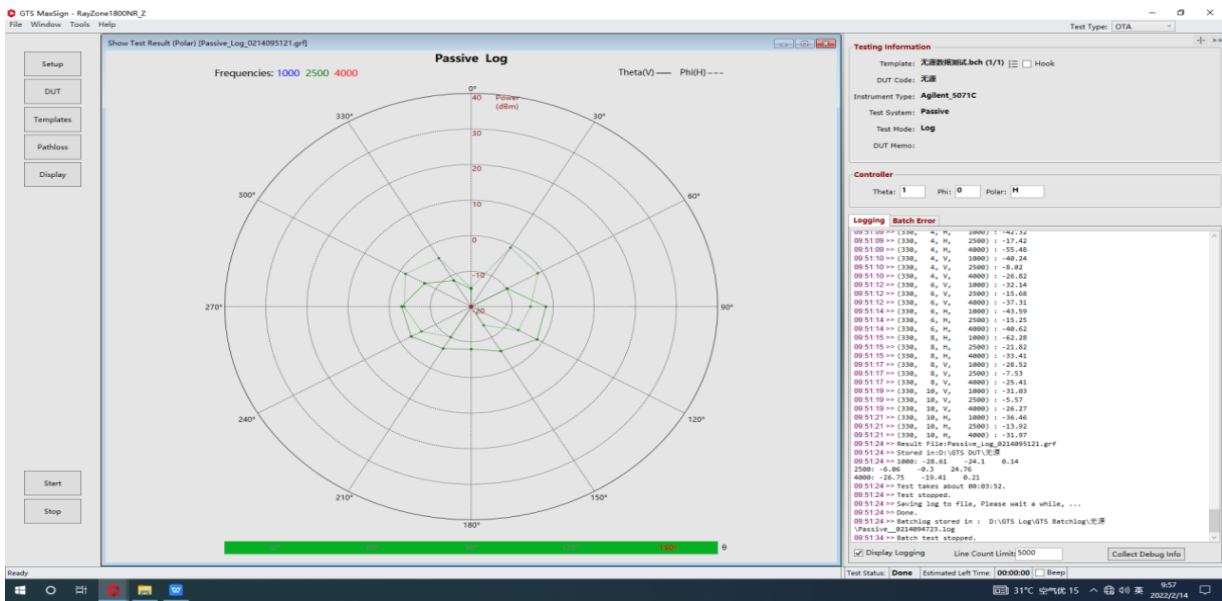 GTS MaxSign - RayZone1800NR_Z
File Window Tools Help
Test Type: OTA
Setup
DUT
Templates
Pathloss
Display
Start
Stop
Show Test Result (Polar) [Passive_Log_0214095121.grf]
Passive Log
Frequencies: 1000 2500 4000
Theta(V) —— Phi(H)---
0°
30°
60°
90°
120°
150°
180°
210°
240°
270°
300°
330°
Power
(dBm)
40
30
20
10
0
-10
-20
θ
Testing Information
Template: 无源数据测试.bch (1/1) Hook
DUT Code: 无源
Instrument Type: Agilent_5071C
Test System: Passive
Test Mode: Log
DUT Memo:
Controller
Theta: 1 Phi: 0 Polar: H
Logging Batch Error
09:51:09 >> (330, 4, H, 1000) : -42.32
09:51:09 >> (330, 4, H, 2500) : -17.42
09:51:09 >> (330, 4, H, 4000) : -55.48
09:51:10 >> (330, 4, V, 1000) : -40.24
09:51:10 >> (330, 4, V, 2500) : -8.02
09:51:10 >> (330, 4, V, 4000) : -26.82
09:51:12 >> (330, 6, V, 1000) : -32.14
09:51:12 >> (330, 6, V, 2500) : -15.68
09:51:12 >> (330, 6, V, 4000) : -37.31
09:51:14 >> (330, 6, H, 1000) : -43.59
09:51:14 >> (330, 6, H, 2500) : -15.25
09:51:14 >> (330, 6, H, 4000) : -40.62
09:51:15 >> (330, 8, H, 1000) : -62.28
09:51:15 >> (330, 8, H, 2500) : -21.82
09:51:15 >> (330, 8, H, 4000) : -33.41
09:51:17 >> (330, 8, V, 1000) : -28.52
09:51:17 >> (330, 8, V, 2500) : -7.53
09:51:17 >> (330, 8, V, 4000) : -25.41
09:51:19 >> (330, 10, V, 1000) : -31.03
09:51:19 >> (330, 10, V, 2500) : -5.57
09:51:19 >> (330, 10, V, 4000) : -26.27
09:51:21 >> (330, 10, H, 1000) : -36.46
09:51:21 >> (330, 10, H, 2500) : -13.92
09:51:21 >> (330, 10, H, 4000) : -31.97
09:51:24 >> Result File:Passive_Log_0214095121.grf
09:51:24 >> Stored in:D:\GTS DUT\无源
09:51:24 >> 1000: -28.61 -24.1 0.14
2500: -6.06 -0.3 24.76
4000: -26.75 -19.41 0.21
09:51:24 >> Test takes about 00:03:52.
09:51:24 >> Test stopped.
09:51:24 >> Saving log to file, Please wait a while, ...
09:51:24 >> Done.
09:51:24 >> Batchlog stored in : D:\GTS Log\GTS Batchlog\无源
\Passive__0214094723.log
09:51:34 >> Batch test stopped.
Display Logging Line Count Limit: 5000 Collect Debug Info
Ready
Test Status: Done Estimated Left Time: 00:00:00 Beep
31°C 空气优 15 英 9:57
2022/2/14